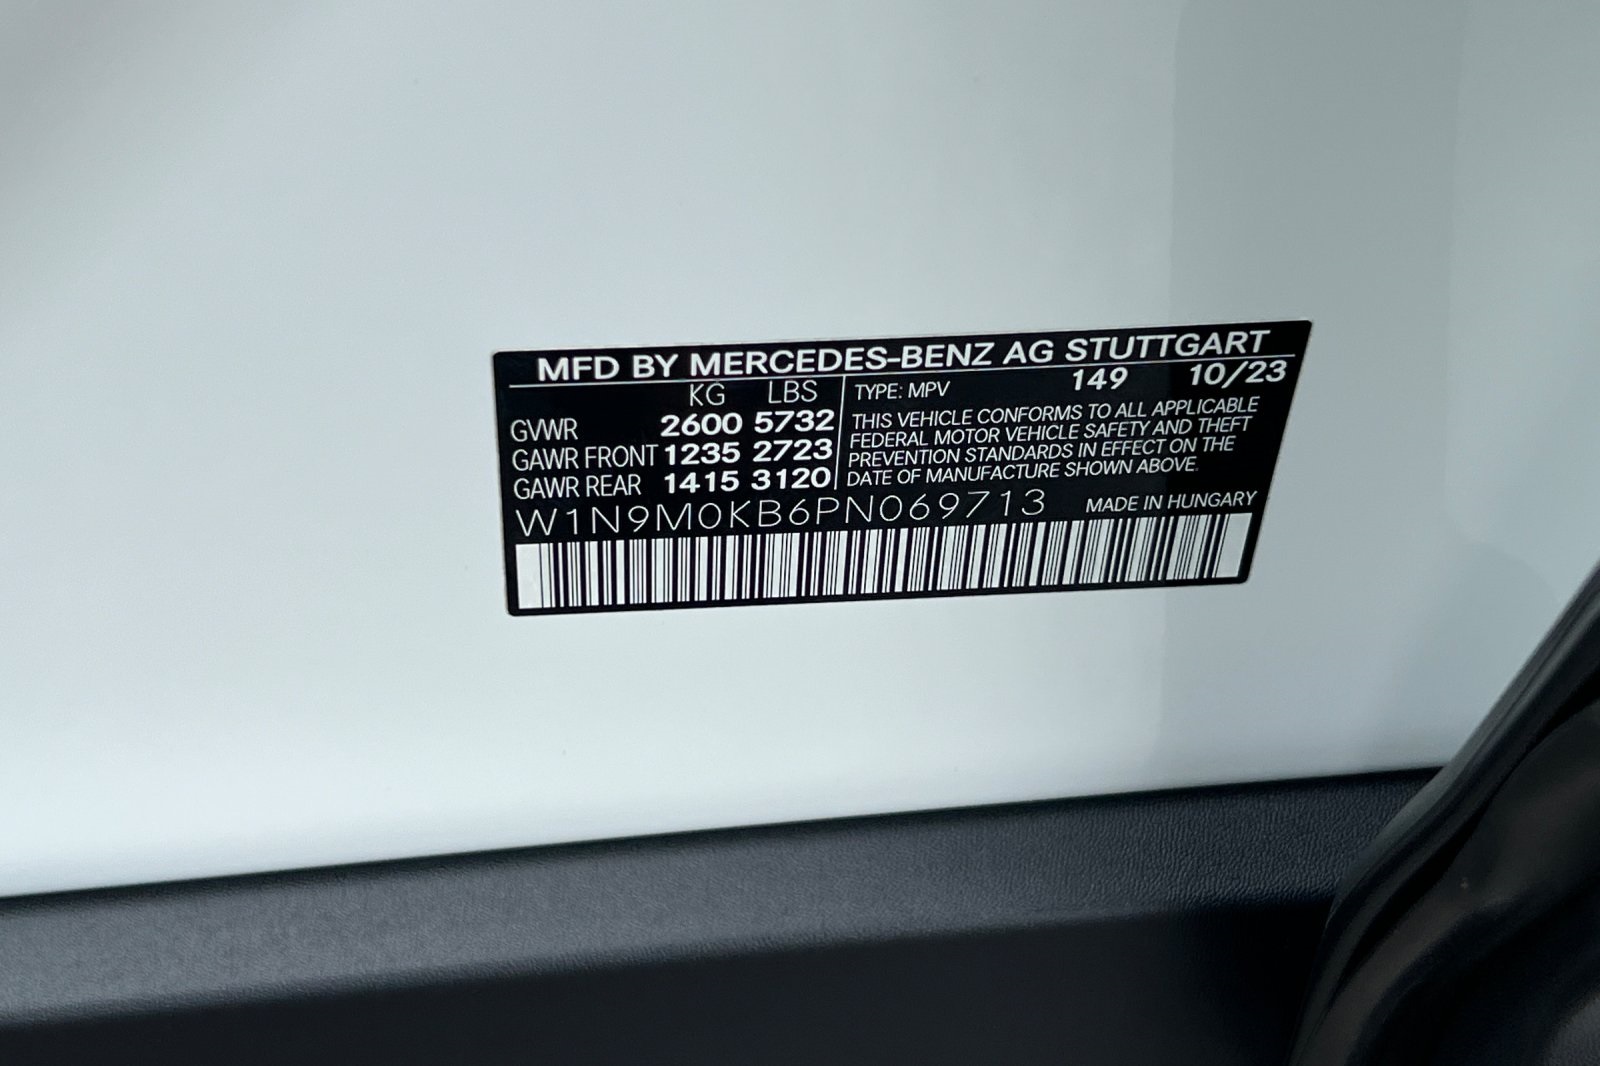 MFD BY MERCEDES-BENZ AG STUTTGART
KG LBS
GVWR 2600 5732
GAWR FRONT 1235 2723
GAWR REAR 1415 3120
TYPE: MPV 149 10/23
THIS VEHICLE CONFORMS TO ALL APPLICABLE
FEDERAL MOTOR VEHICLE SAFETY AND THEFT
PREVENTION STANDARDS IN EFFECT ON THE
DATE OF MANUFACTURE SHOWN ABOVE.
W1N9M0KB6PN069713 MADE IN HUNGARY